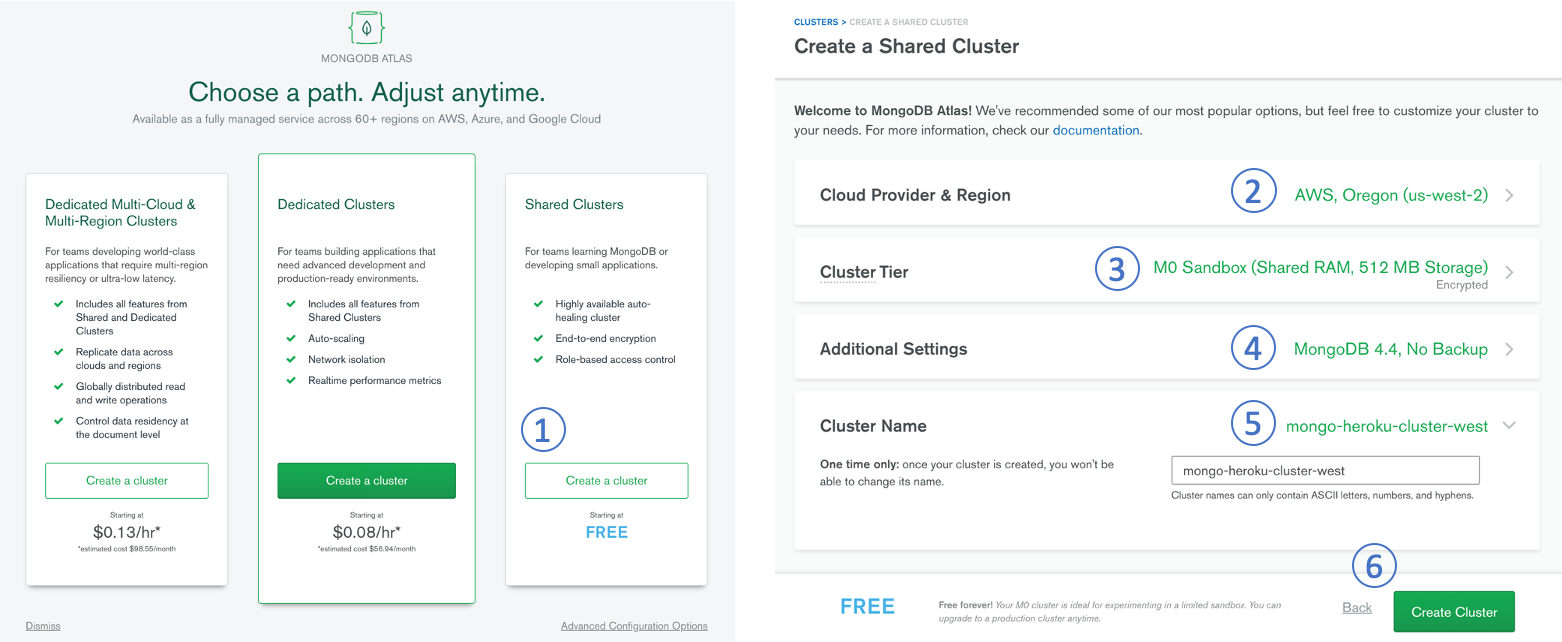 MONGODB ATLAS
Choose a path. Adjust anytime.
Available as a fully managed service across 60+ regions on AWS, Azure, and Google Cloud
Dedicated Multi-Cloud &
Multi-Region Clusters
For teams developing world-class
applications that require multi-region
resiliency or ultra-low latency.
Includes all features from
Shared and Dedicated
Clusters
Replicate data across
clouds and regions
Globally distributed read
and write operations
Control data residency at
the document level
Create a cluster
Starting at
$0.13/hr*
*estimated cost $98.55/month
Dedicated Clusters
For teams building applications that
need advanced development and
production-ready environments.
Includes all features from
Shared Clusters
Auto-scaling
Network isolation
Realtime performance metrics
Create a cluster
Starting at
$0.08/hr*
*estimated cost $56.94/month
Shared Clusters
For teams learning MongoDB or
developing small applications.
Highly available auto-
healing cluster
End-to-end encryption
Role-based access control
1
Create a cluster
Starting at
FREE
Dismiss
Advanced Configuration Options
CLUSTERS > CREATE A SHARED CLUSTER
Create a Shared Cluster
Welcome to MongoDB Atlas! We've recommended some of our most popular options, but feel free to customize your cluster to
your needs. For more information, check our documentation.
Cloud Provider & Region
2
AWS, Oregon (us-west-2)
Cluster Tier
3
M0 Sandbox (Shared RAM, 512 MB Storage)
Encrypted
Additional Settings
4
MongoDB 4.4, No Backup
Cluster Name
5
mongo-heroku-cluster-west
One time only: once your cluster is created, you won't be
able to change its name.
mongo-heroku-cluster-west
Cluster names can only contain ASCII letters, numbers, and hyphens.
6
FREE
Free forever! Your M0 cluster is ideal for experimenting in a limited sandbox. You can
upgrade to a production cluster anytime.
Back
Create Cluster